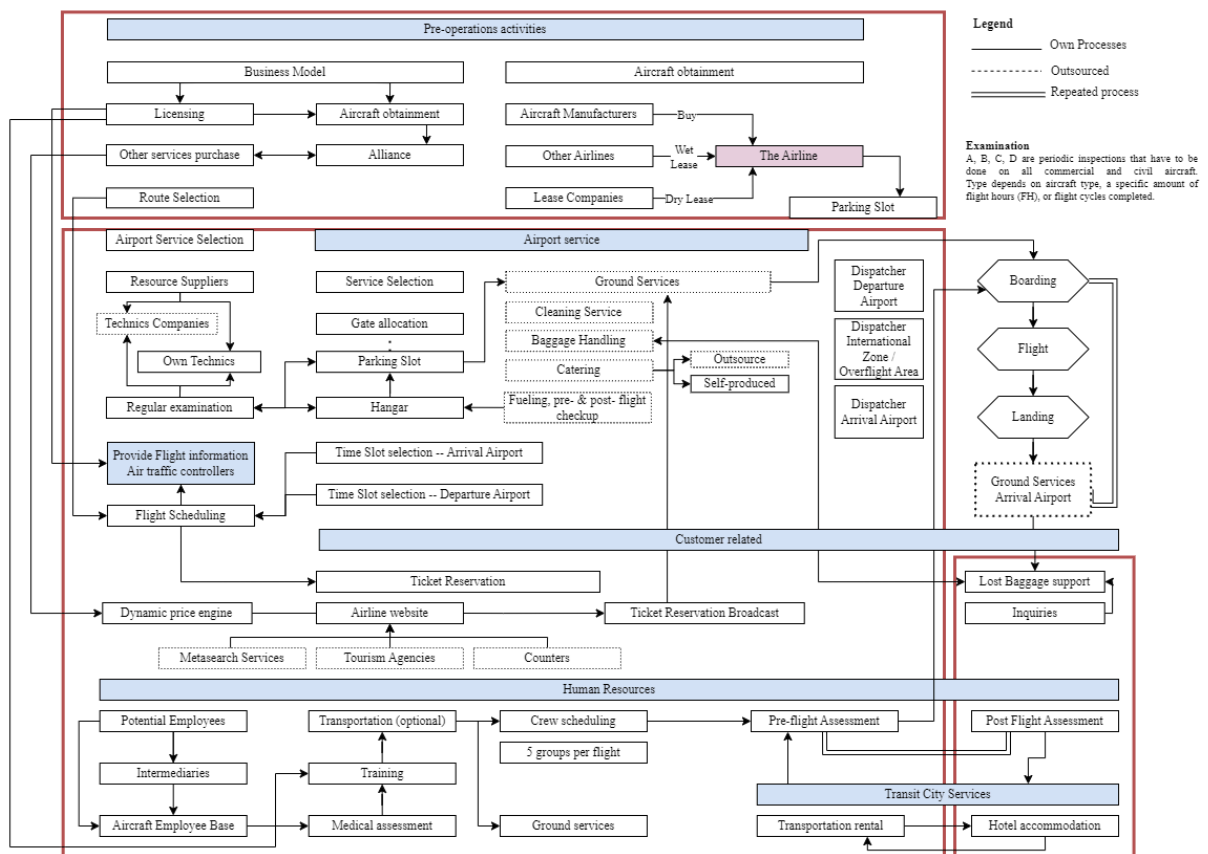 Pre-operations activities
Legend
Own Processes
Outsourced
Repeated process
Business Model
Aircraft obtainment
Licensing
Aircraft obtainment
Aircraft Manufacturers
Buy
Other services purchase
Alliance
Other Airlines
Wet
Lease
The Airline
Route Selection
Lease Companies
Dry Lease
Parking Slot
Examination
A, B, C, D are periodic inspections that have to be
done on all commercial and civil aircraft.
Type depends on aircraft type, a specific amount of
flight hours (FH), or flight cycles completed.
Airport Service Selection
Airport service
Resource Suppliers
Service Selection
Ground Services
Dispatcher
Departure
Airport
Boarding
Technics Companies
Gate allocation
Cleaning Service
Own Technics
Parking Slot
Baggage Handling
Dispatcher
International
Zone /
Overflight Area
Flight
Catering
Outsource
Self-produced
Regular examination
Hangar
Fueling, pre- & post- flight
checkup
Dispatcher
Arrival Airport
Landing
Provide Flight information
Air traffic controllers
Time Slot selection -- Arrival Airport
Time Slot selection -- Departure Airport
Ground Services
Arrival Airport
Flight Scheduling
Customer related
Ticket Reservation
Lost Baggage support
Dynamic price engine
Airline website
Ticket Reservation Broadcast
Inquiries
Metasearch Services
Tourism Agencies
Counters
Human Resources
Potential Employees
Transportation (optional)
Crew scheduling
Pre-flight Assessment
Post Flight Assessment
5 groups per flight
Intermediaries
Training
Transit City Services
Aircraft Employee Base
Medical assessment
Ground services
Transportation rental
Hotel accommodation